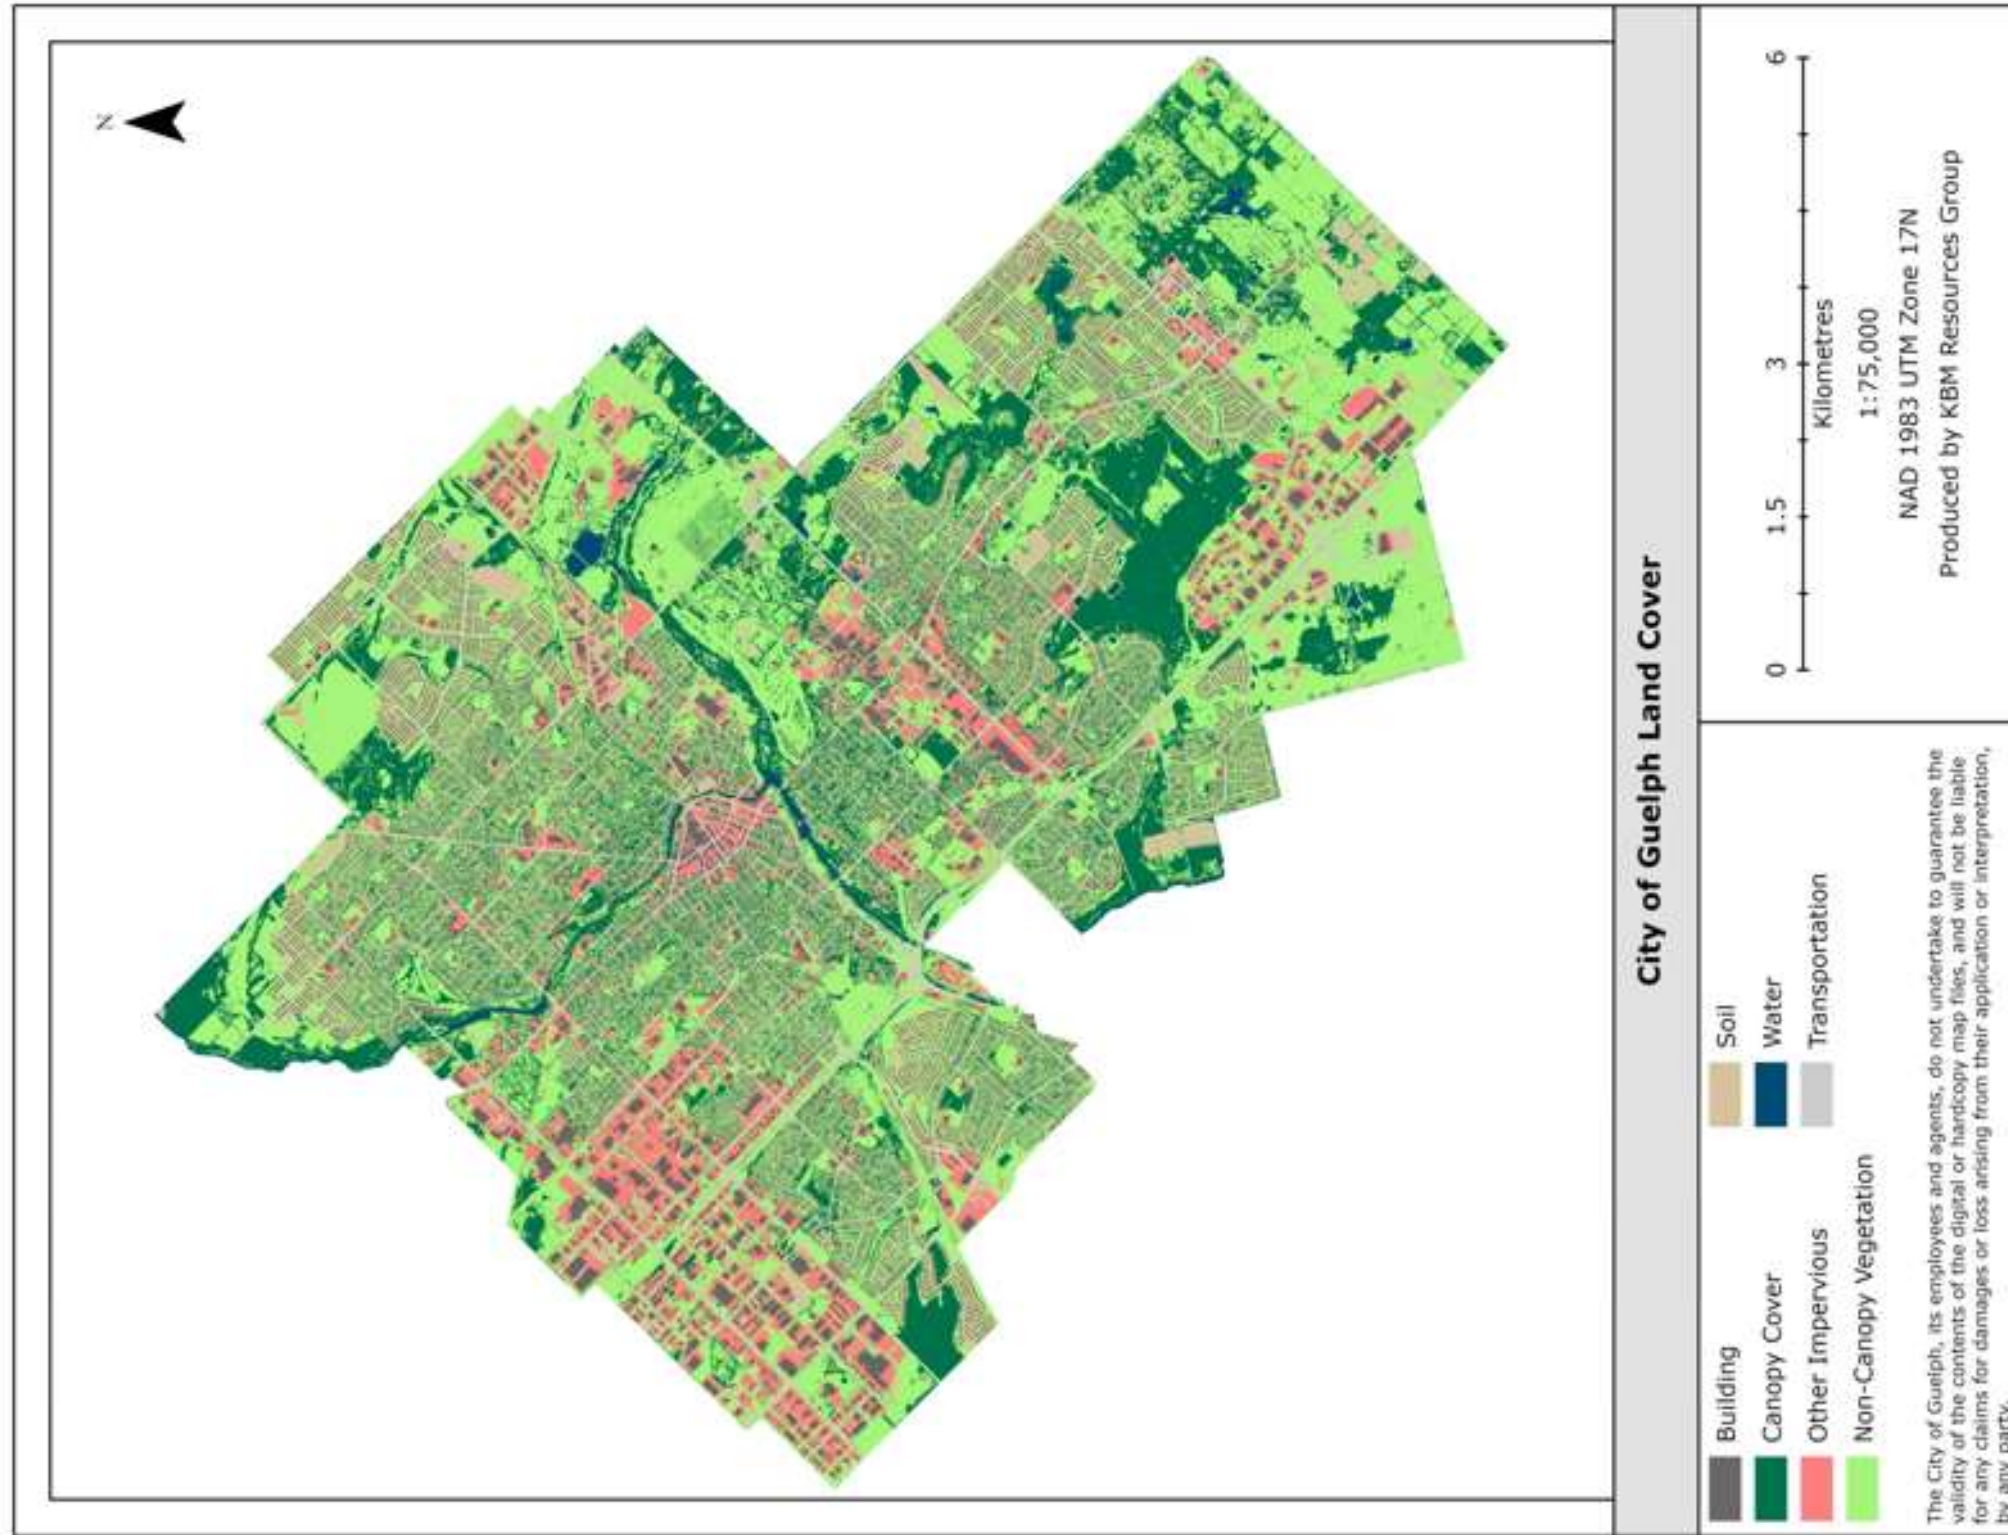 N
City of Guelph Land Cover
Building
Canopy Cover
Other Impervious
Non-Canopy Vegetation
Soil
Water
Transportation
The City of Guelph, its employees and agents, do not undertake to guarantee the
validity of the contents of the digital or hardcopy map files, and will not be liable
for any claims for damages or loss arising from their application or interpretation,
by any party.
0 1.5 3 6
Kilometres
1:75,000
NAD 1983 UTM Zone 17N
Produced by KBM Resources Group